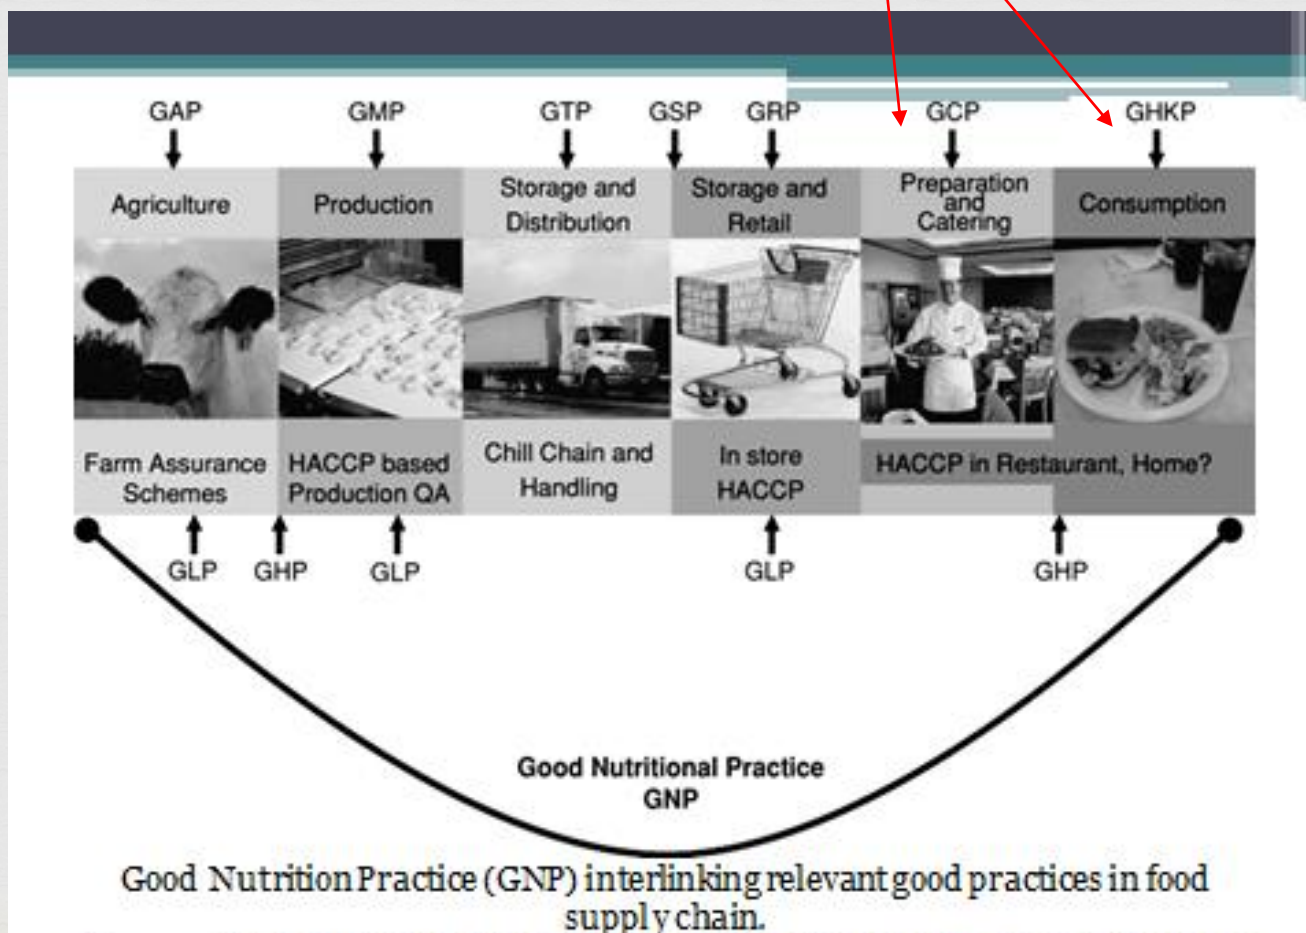 GAP GMP GTP GSP GRP GCP GHKP
Agriculture
Production
Storage and
Distribution
Storage and
Retail
Preparation
and
Catering
Consumption
Farm Assurance
Schemes
HACCP based
Production QA
Chill Chain and
Handling
In store
HACCP
HACCP in Restaurant, Home?
GLP GHP GLP GLP GHP
Good Nutritional Practice
GNP
Good Nutrition Practice (GNP) interlinking relevant good practices in food
supply chain.